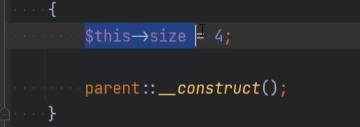 {
$this->size = 4;
parent::__construct();
}